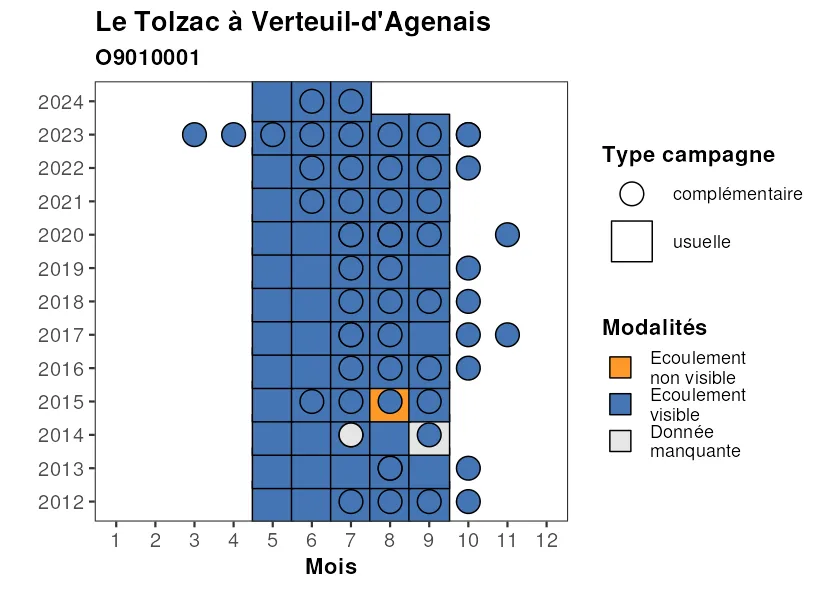 Le Tolzac à Verteuil-d'Agenais
O9010001
2024
2023
2022
2021
2020
2019
2018
2017
2016
2015
2014
2013
2012
1 2 3 4 5 6 7 8 9 10 11 12
Mois
Type campagne
complémentaire
usuelle
Modalités
Ecoulement
non visible
Ecoulement
visible
Donnée
manquante